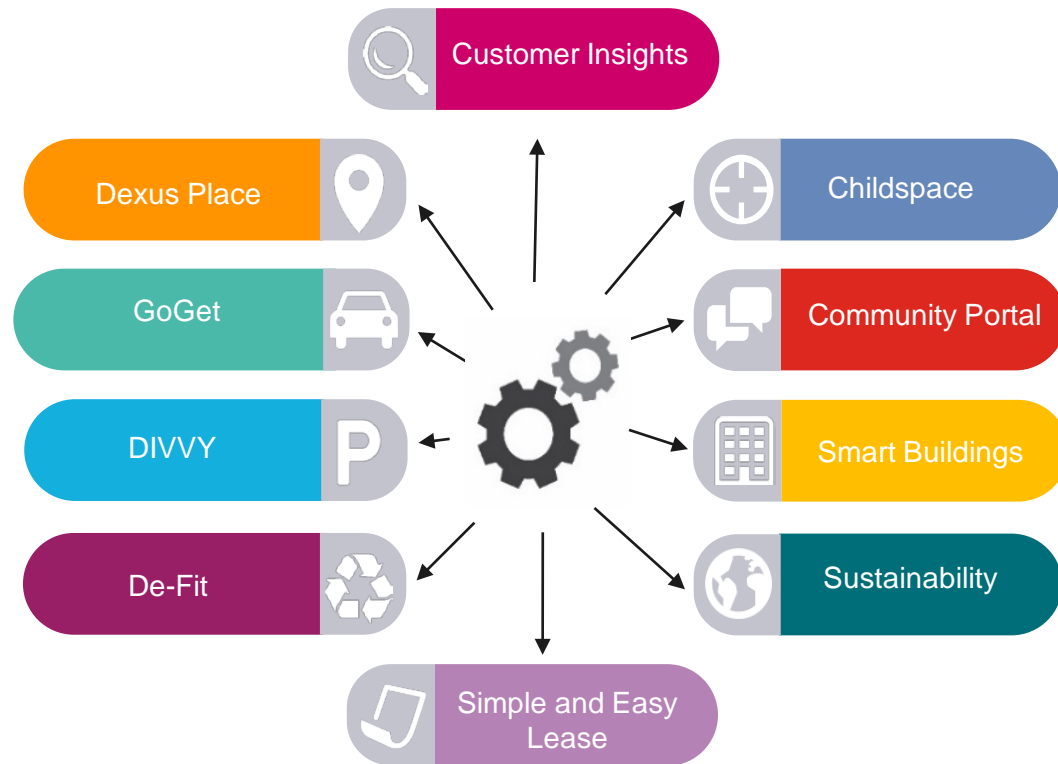 Customer Insights
Dexus Place
Childspace
GoGet
Community Portal
DIVVY
Smart Buildings
De-Fit
Sustainability
Simple and Easy
Lease